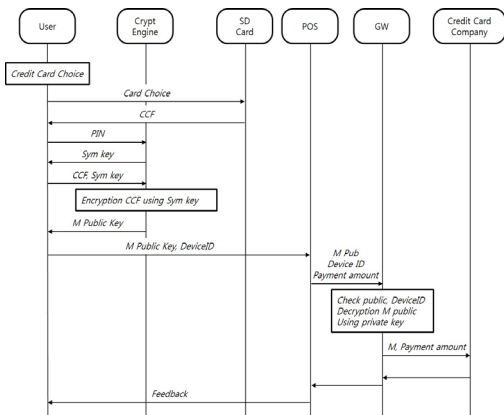 User
Crypt
Engine
SD
Card
POS
GW
Credit Card
Company
Credit Card Choice
Card Choice
CCF
PIN
Sym key
CCF, Sym key
Encryption CCF using Sym key
M Public Key
M Public Key, DeviceID
M Pub
Device ID
Payment amount
Check public, DeviceID
Decryption M public
Using private key
M, Payment amount
Feedback